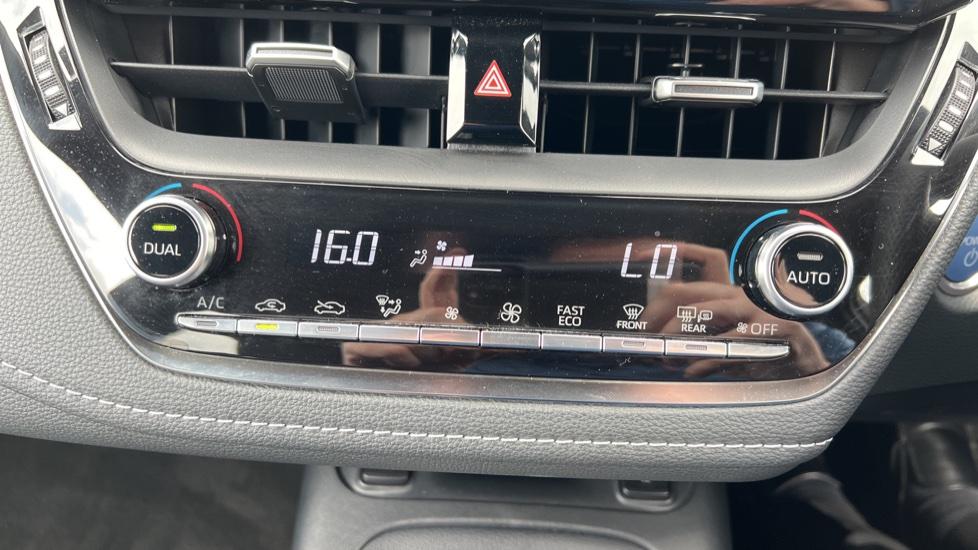 16.0
LO
DUAL
AUTO
A/C
FAST
ECO
FRONT
REAR
OFF